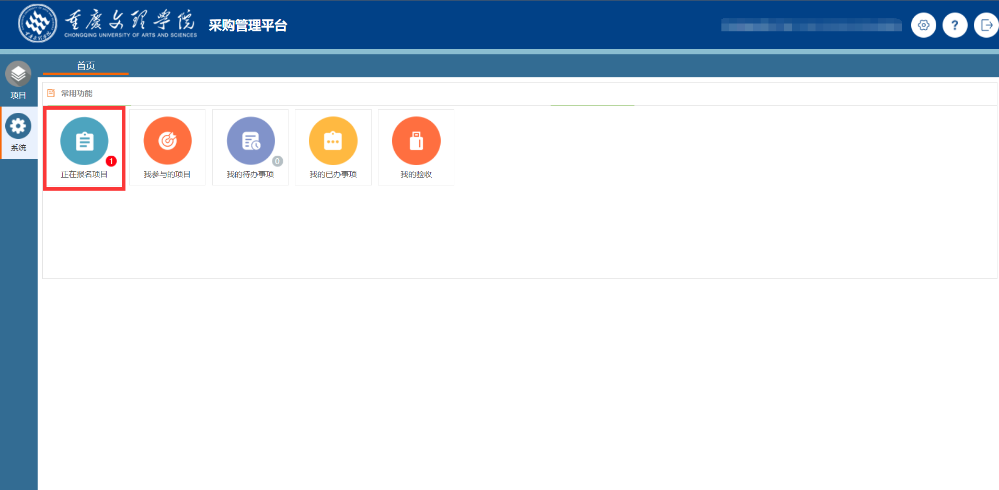 重慶文理學院
CHONGQING UNIVERSITY OF ARTS AND SCIENCES
采购管理平台
?
首页
项目
系统
常用功能
1
0
正在报名项目
我参与的项目
我的待办事项
我的已办事项
我的验收